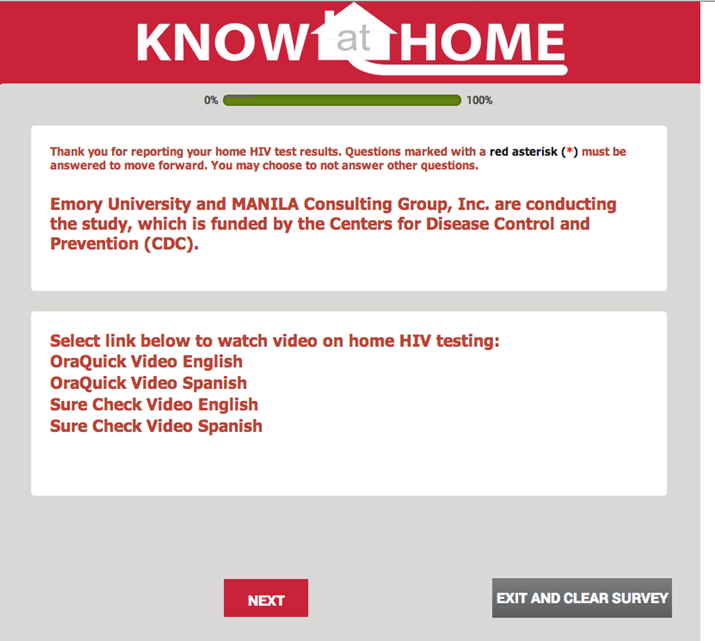 KNOW at HOME
0% 100%
Thank you for reporting your home HIV test results. Questions marked with a red asterisk (*) must be
answered to move forward. You may choose to not answer other questions.
Emory University and MANILA Consulting Group, Inc. are conducting
the study, which is funded by the Centers for Disease Control and
Prevention (CDC).
Select link below to watch video on home HIV testing:
OraQuick Video English
OraQuick Video Spanish
Sure Check Video English
Sure Check Video Spanish
NEXT EXIT AND CLEAR SURVEY